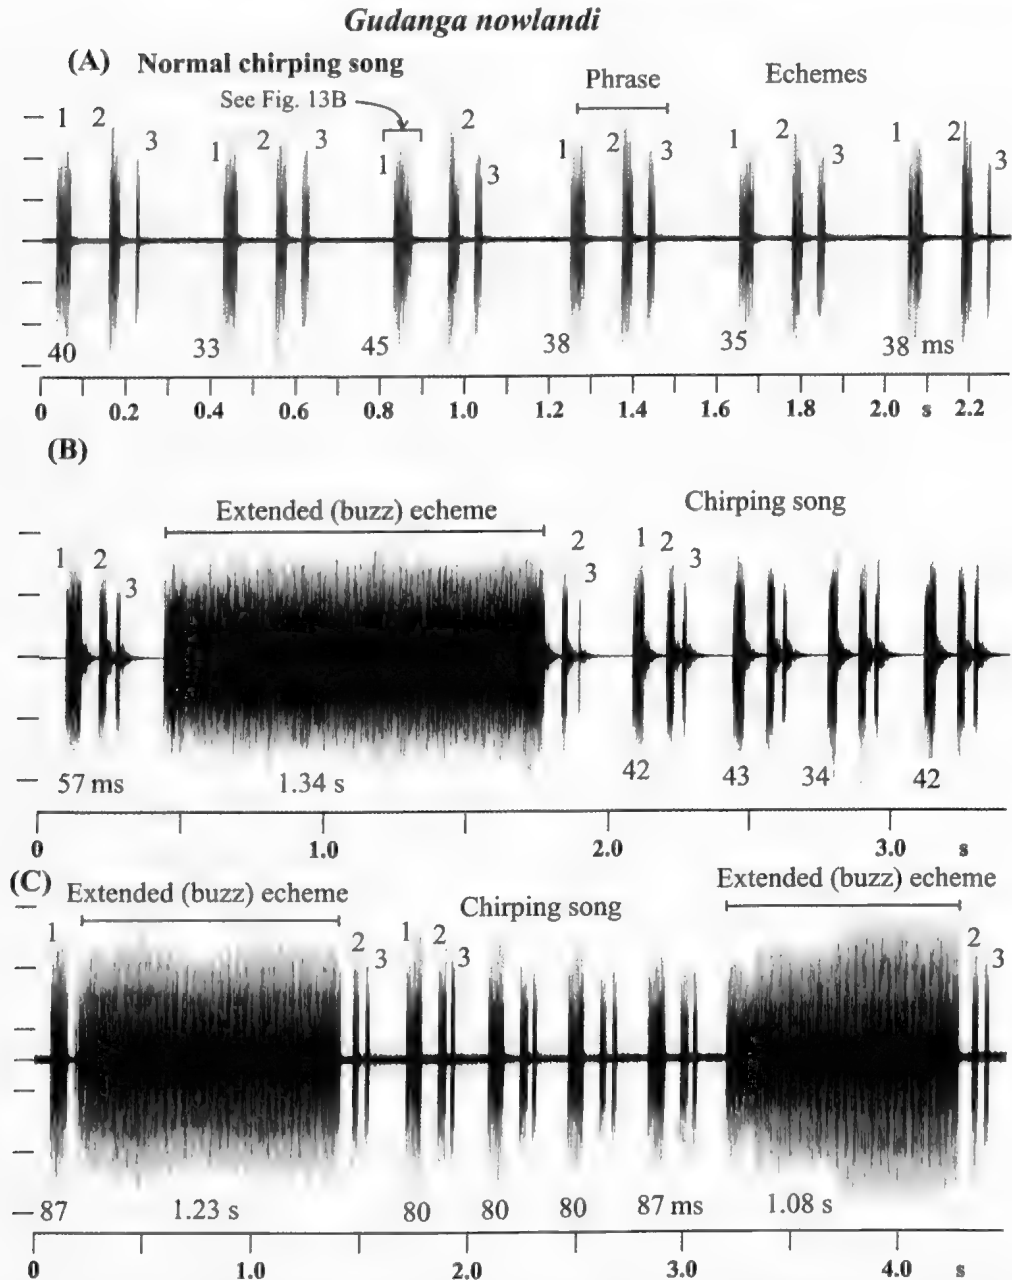 Gudanga nowlandi
(A) Normal chirping song Phrase Echemes
See Fig. 13B
1 2 3 1 2 3 1 2 3 1 2 3 1 2 3 1 2 3
40 33 45 38 35 38 ms
0 0.2 0.4 0.6 0.8 1.0 1.2 1.4 1.6 1.8 2.0 s 2.2
(B)
Extended (buzz) echeme Chirping song
1 2 3 2 3 1 2 3
57 ms 1.34 s 42 43 34 42
0 1.0 2.0 3.0 s
(C) Extended (buzz) echeme Chirping song Extended (buzz) echeme
1 2 3 1 2 3 2 3
87 1.23 s 80 80 80 87 ms 1.08 s
0 1.0 2.0 3.0 4.0 s